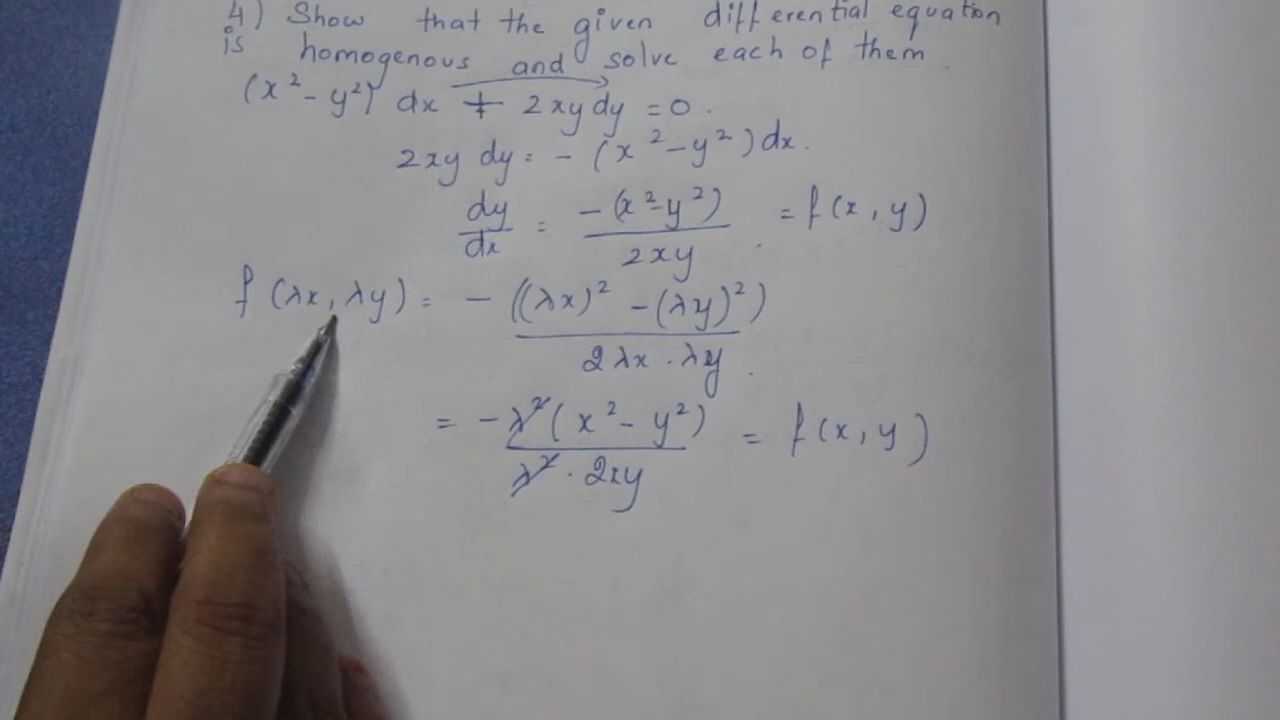 4) Show that the given differential equation
is homogenous and solve each of them.
(x² - y²) dx + 2xy dy = 0.
2xy dy = - (x² - y²) dx.
dy/dx = -(x² - y²)/2xy = f(x, y)
f(λx, λy) = - ((λx)² - (λy)²)/2λx . λy.
= -λ²(x² - y²)/λ² . 2xy = f(x, y)